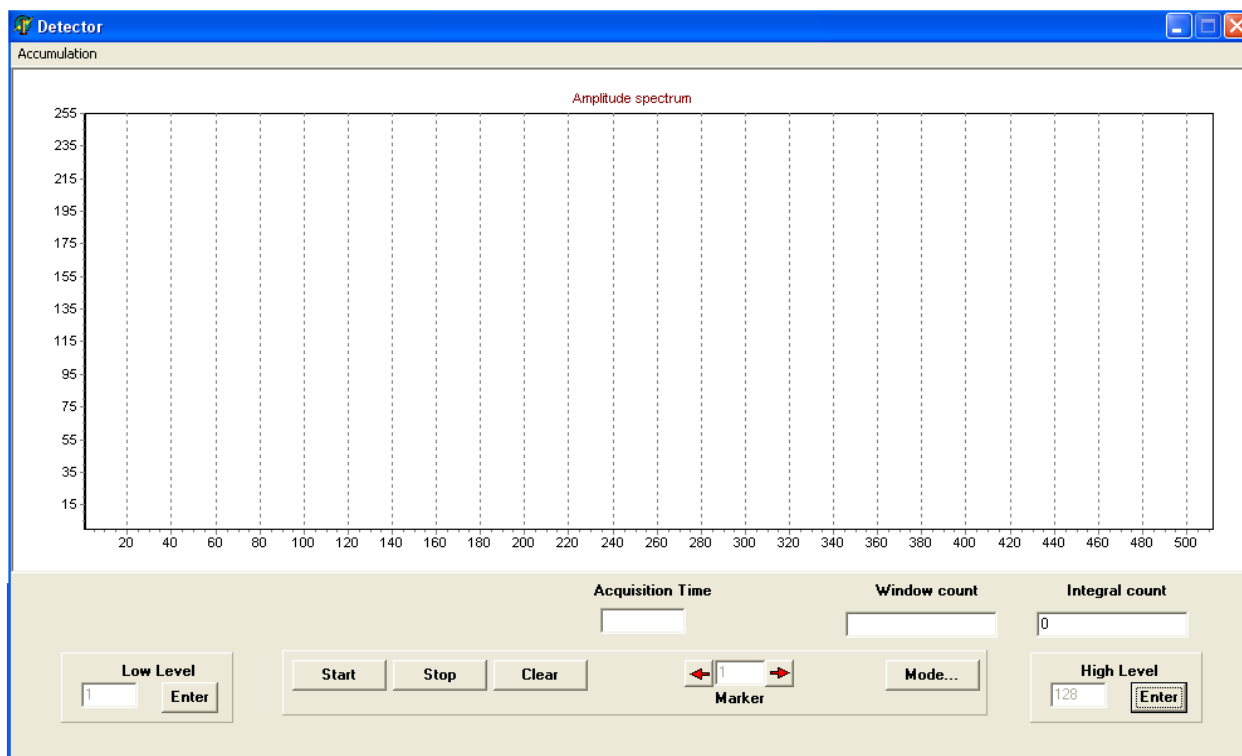 Detector
Accumulation
Amplitude spectrum
255
235
215
195
175
155
135
115
95
75
55
35
15
20 40 60 80 100 120 140 160 180 200 220 240 260 280 300 320 340 360 380 400 420 440 460 480 500
Acquisition Time Window count Integral count
0
Low Level
1 Enter
Start Stop Clear
1
Marker
Mode...
High Level
128 Enter